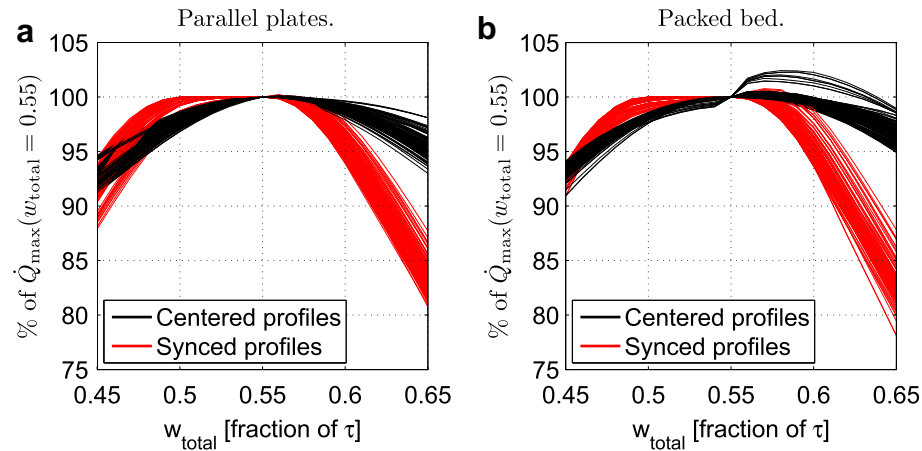 a
Parallel plates.
105
100
95
90
85
80
75
% of Q̇max(wtotal = 0.55)
Centered profiles
Synced profiles
0.45 0.5 0.55 0.6 0.65
wtotal [fraction of τ]
b
Packed bed.
105
100
95
90
85
80
75
% of Q̇max(wtotal = 0.55)
Centered profiles
Synced profiles
0.45 0.5 0.55 0.6 0.65
wtotal [fraction of τ]